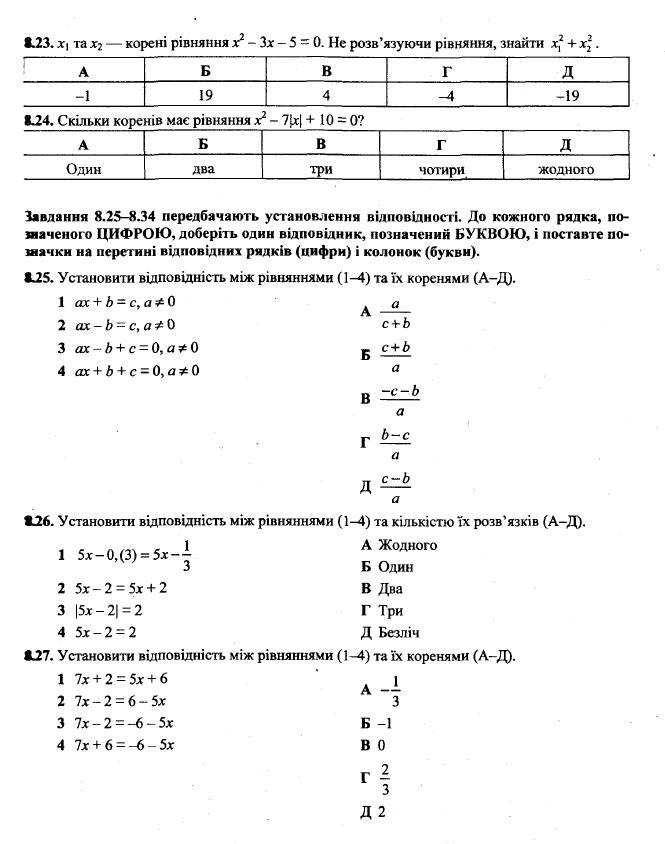 8.23. x₁ та x₂ — корені рівняння x² – 3x – 5 = 0. Не розв'язуючи рівняння, знайти x₁² + x₂².
А Б В Г Д
–1 19 4 –4 –19
8.24. Скільки коренів має рівняння x² – 7|x| + 10 = 0?
А Б В Г Д
Один два три чотири жодного
Завдання 8.25–8.34 передбачають установлення відповідності. До кожного рядка, по-
значеного ЦИФРОЮ, доберіть один відповідник, позначений БУКВОЮ, і поставте по-
значки на перетині відповідних рядків (цифри) і колонок (букви).
8.25. Установити відповідність між рівняннями (1–4) та їх коренями (А–Д).
1 ax + b = c, a ≠ 0
2 ax – b = c, a ≠ 0
3 ax – b + c = 0, a ≠ 0
4 ax + b + c = 0, a ≠ 0
А a/(c+b)
Б (c+b)/a
В (–c–b)/a
Г (b–c)/a
Д (c–b)/a
8.26. Установити відповідність між рівняннями (1–4) та кількістю їх розв'язків (А–Д).
1 5x – 0,(3) = 5x – 1/3
2 5x – 2 = 5x + 2
3 |5x – 2| = 2
4 5x – 2 = 2
А Жодного
Б Один
В Два
Г Три
Д Безліч
8.27. Установити відповідність між рівняннями (1–4) та їх коренями (А–Д).
1 7x + 2 = 5x + 6
2 7x – 2 = 6 – 5x
3 7x – 2 = –6 – 5x
4 7x + 6 = –6 – 5x
А –1/3
Б –1
В 0
Г 2/3
Д 2